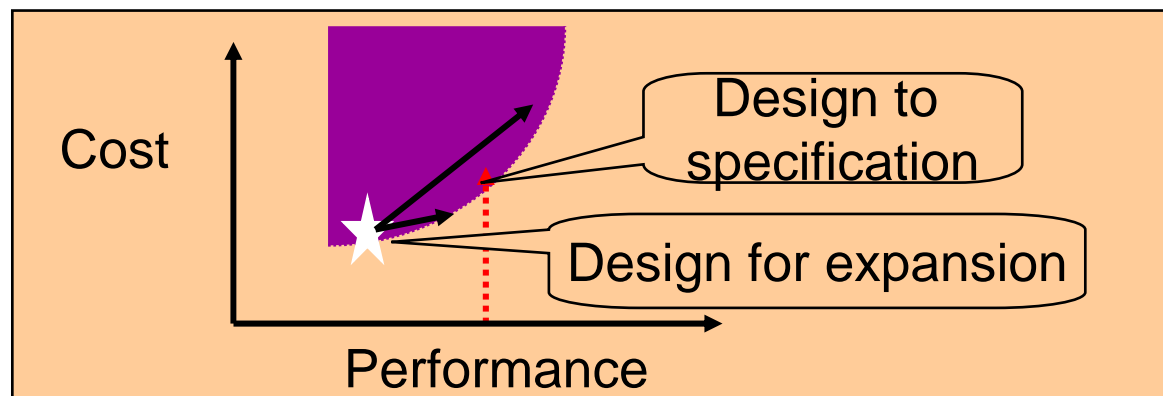 Cost
Design to
specification
Design for expansion
Performance